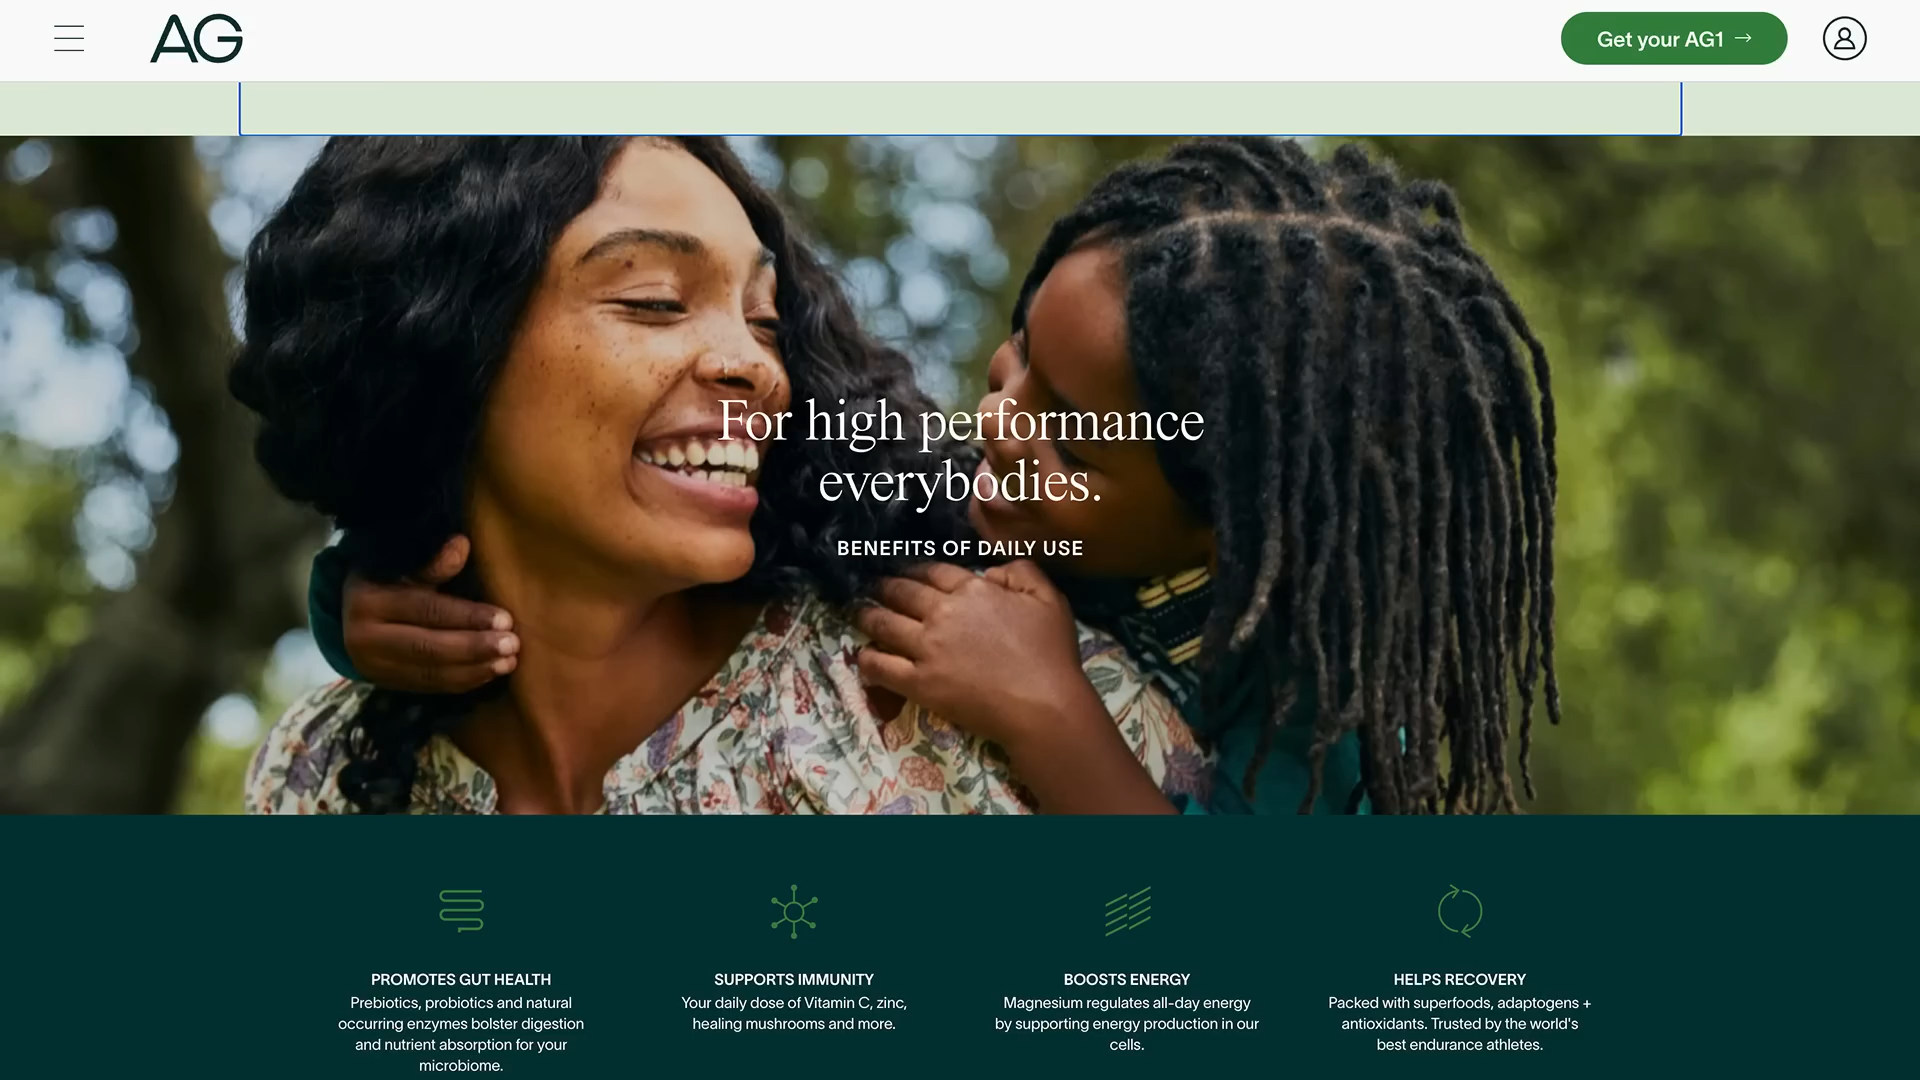 AG
Get your AG1 →
For high performance
everybodies.
BENEFITS OF DAILY USE
PROMOTES GUT HEALTH
Prebiotics, probiotics and natural
occurring enzymes bolster digestion
and nutrient absorption for your
microbiome.
SUPPORTS IMMUNITY
Your daily dose of Vitamin C, zinc,
healing mushrooms and more.
BOOSTS ENERGY
Magnesium regulates all-day energy
by supporting energy production in our
cells.
HELPS RECOVERY
Packed with superfoods, adaptogens +
antioxidants. Trusted by the world's
best endurance athletes.